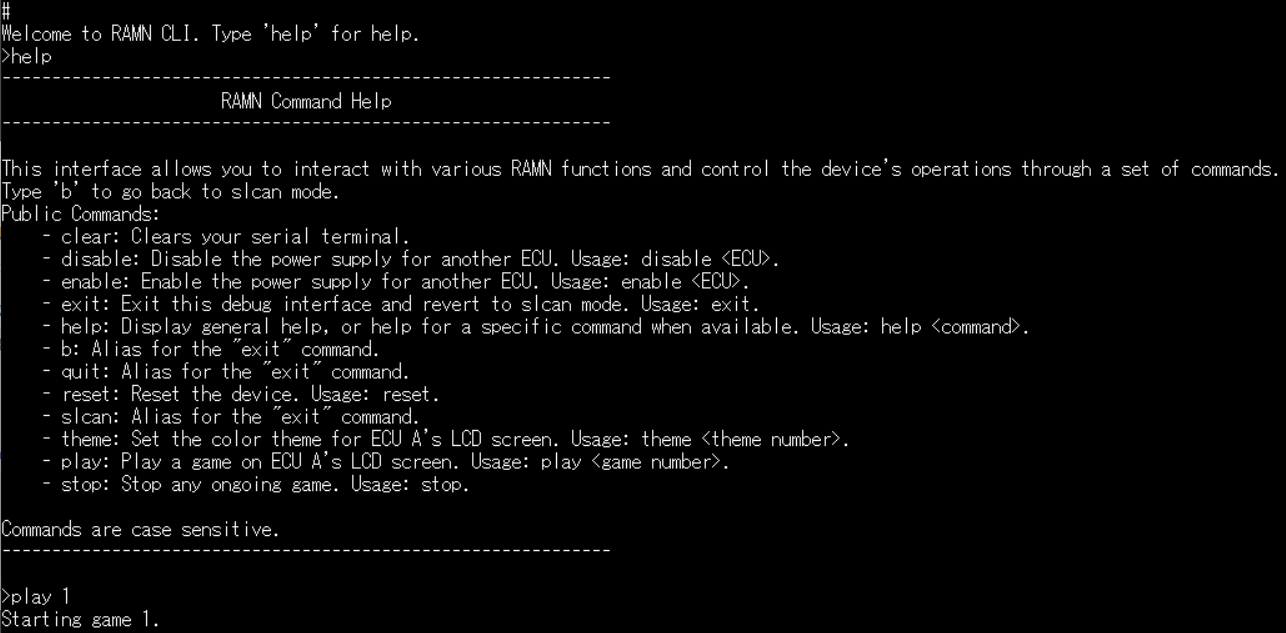 #
Welcome to RAMN CLI. Type 'help' for help.
>help
-------------------------------------------------------------
RAMN Command Help
-------------------------------------------------------------
This interface allows you to interact with various RAMN functions and control the device's operations through a set of commands.
Type 'b' to go back to slcan mode.
Public Commands:
- clear: Clears your serial terminal.
- disable: Disable the power supply for another ECU. Usage: disable <ECU>.
- enable: Enable the power supply for another ECU. Usage: enable <ECU>.
- exit: Exit this debug interface and revert to slcan mode. Usage: exit.
- help: Display general help, or help for a specific command when available. Usage: help <command>.
- b: Alias for the "exit" command.
- quit: Alias for the "exit" command.
- reset: Reset the device. Usage: reset.
- slcan: Alias for the "exit" command.
- theme: Set the color theme for ECU A's LCD screen. Usage: theme <theme number>.
- play: Play a game on ECU A's LCD screen. Usage: play <game number>.
- stop: Stop any ongoing game. Usage: stop.
Commands are case sensitive.
-------------------------------------------------------------
>play 1
Starting game 1.